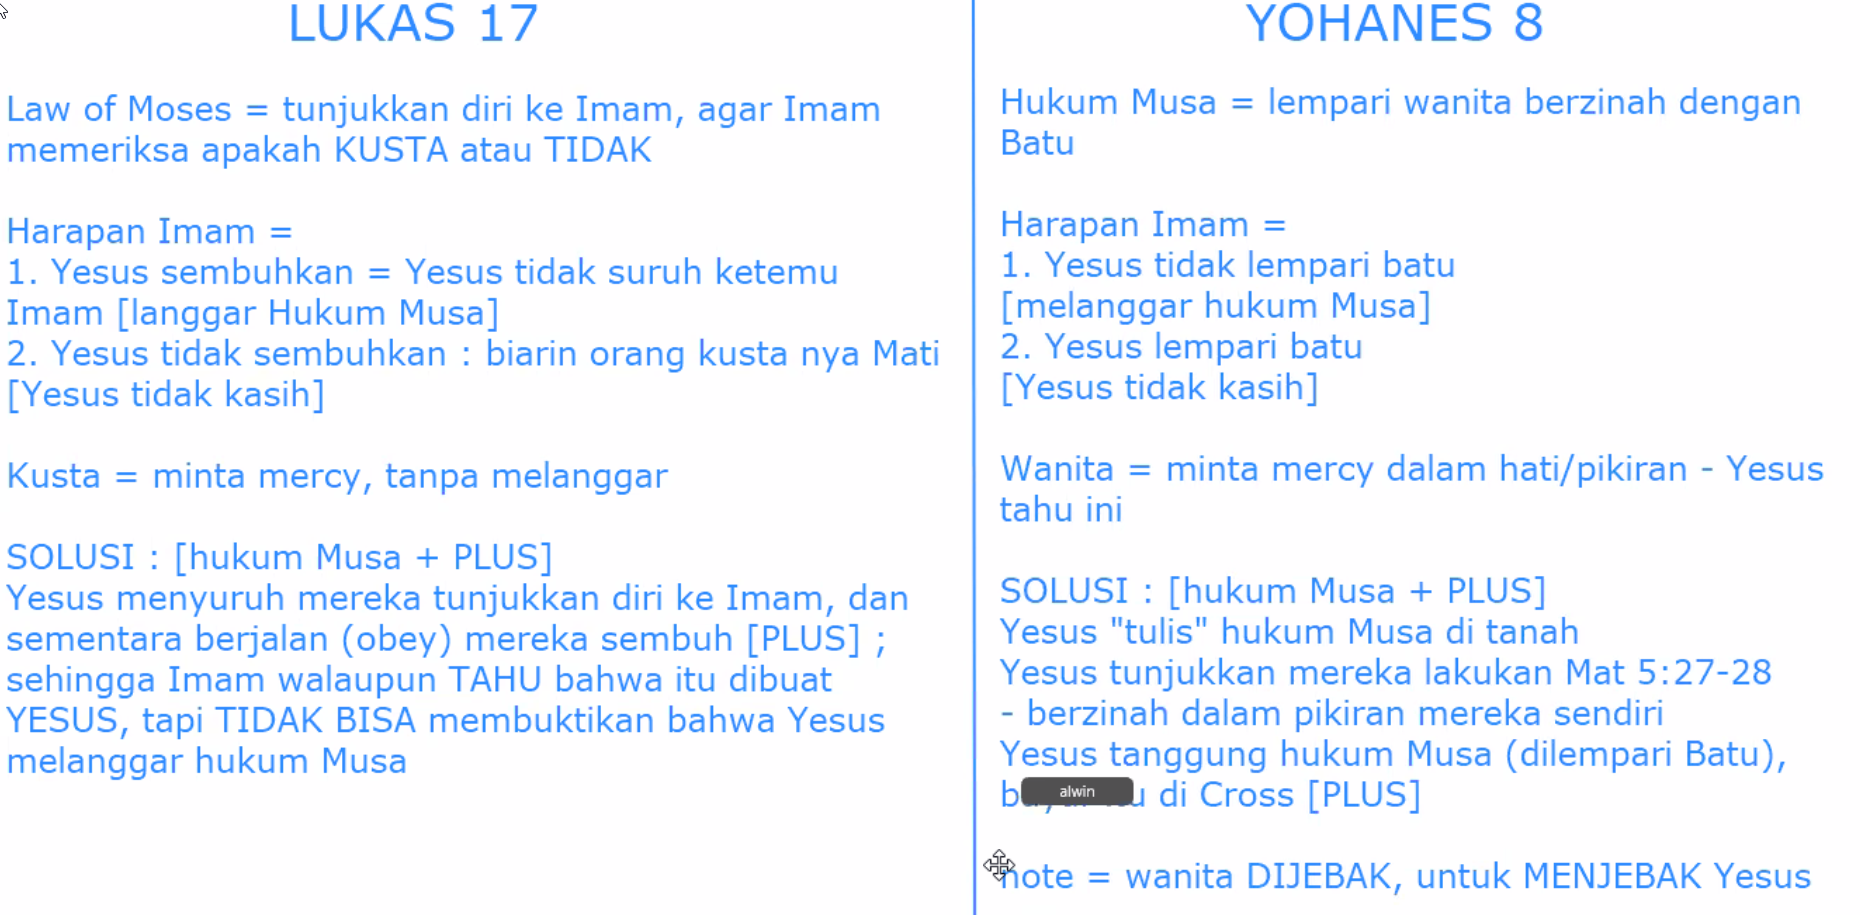 LUKAS 17
Law of Moses = tunjukkan diri ke Imam, agar Imam
memeriksa apakah KUSTA atau TIDAK
Harapan Imam =
1. Yesus sembuhkan = Yesus tidak suruh ketemu
Imam [langgar Hukum Musa]
2. Yesus tidak sembuhkan : biarin orang kusta nya Mati
[Yesus tidak kasih]
Kusta = minta mercy, tanpa melanggar
SOLUSI : [hukum Musa + PLUS]
Yesus menyuruh mereka tunjukkan diri ke Imam, dan
sementara berjalan (obey) mereka sembuh [PLUS] ;
sehingga Imam walaupun TAHU bahwa itu dibuat
YESUS, tapi TIDAK BISA membuktikan bahwa Yesus
melanggar hukum Musa
YOHANES 8
Hukum Musa = lempari wanita berzinah dengan
Batu
Harapan Imam =
1. Yesus tidak lempari batu
[melanggar hukum Musa]
2. Yesus lempari batu
[Yesus tidak kasih]
Wanita = minta mercy dalam hati/pikiran - Yesus
tahu ini
SOLUSI : [hukum Musa + PLUS]
Yesus "tulis" hukum Musa di tanah
Yesus tunjukkan mereka lakukan Mat 5:27-28
- berzinah dalam pikiran mereka sendiri
Yesus tanggung hukum Musa (dilempari Batu),
di Cross [PLUS]
alwin
note = wanita DIJEBAK, untuk MENJEBAK Yesus